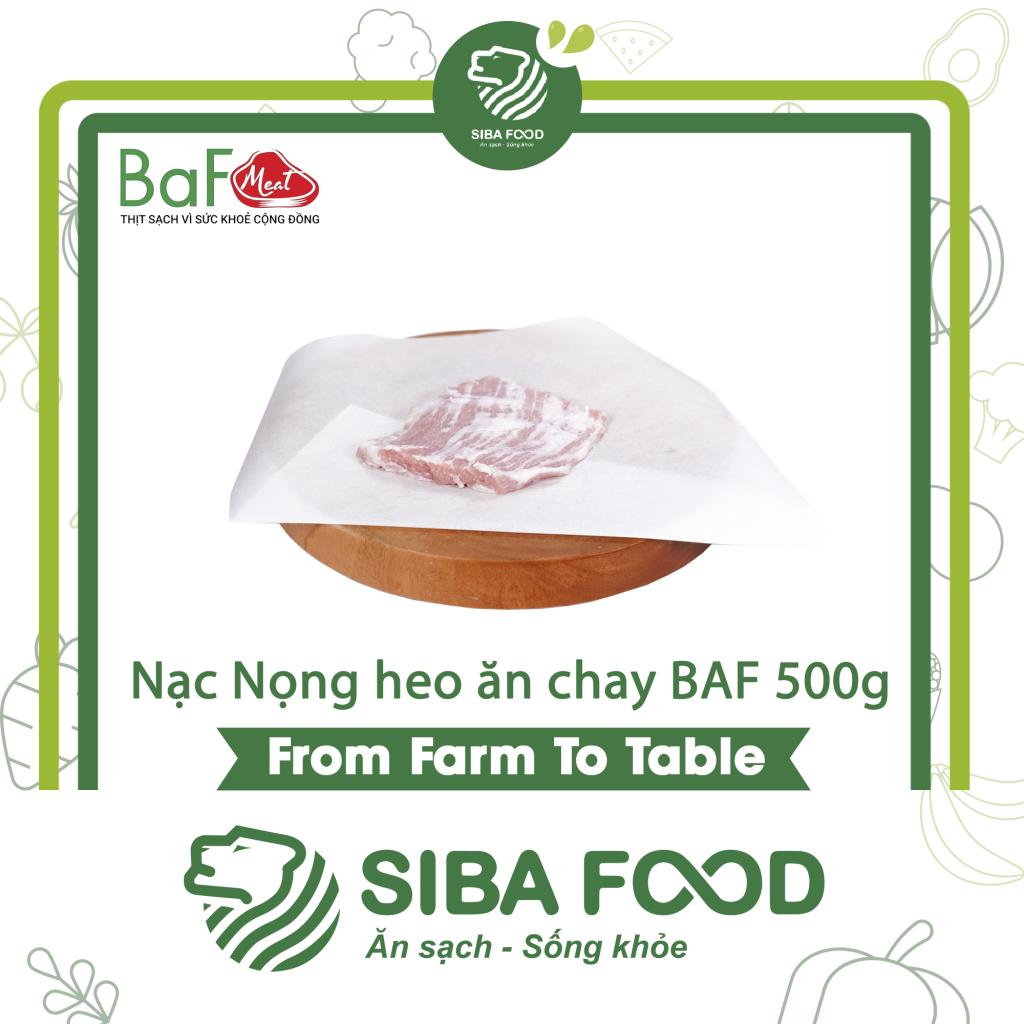 SIBA FOOD
Ăn sạch - Sống khỏe
BaF Meat
THỊT SẠCH VÌ SỨC KHOẺ CỘNG ĐỒNG
Nạc Nọng heo ăn chay BAF 500g
From Farm To Table
SIBA FOOD
Ăn sạch - Sống khỏe